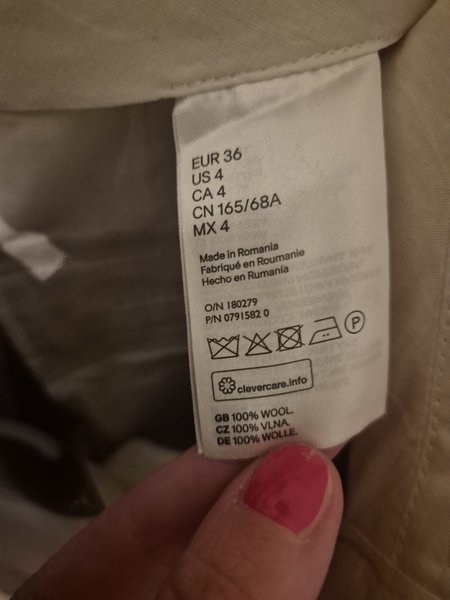 EUR 36
US 4
CA 4
CN 165/68A
MX 4
Made in Romania
Fabriqué en Roumanie
Hecho en Rumanía
O/N 180279
P/N 0791582 0
P
clevercare.info
GB 100% WOOL.
CZ 100% VLNA.
DE 100% WOLLE.